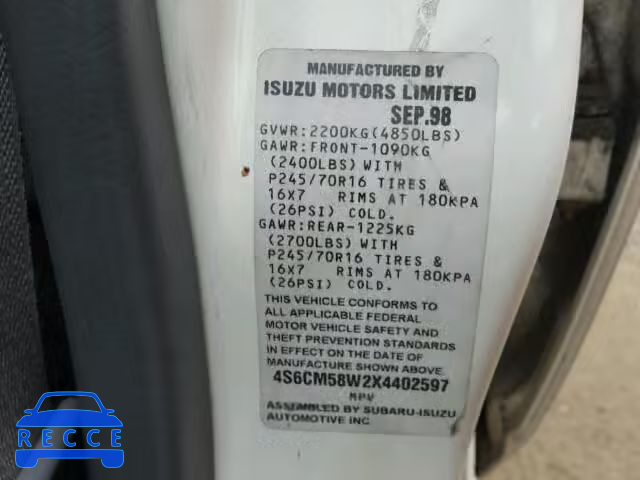 MANUFACTURED BY
ISUZU MOTORS LIMITED
SEP.98
GVWR:2200KG(4850LBS)
GAWR:FRONT-1090KG
(2400LBS)WITH
P245/70R16 TIRES &
16X7 RIMS AT 180KPA
(26PSI) COLD.
GAWR:REAR-1225KG
(2700LBS)WITH
P245/70R16 TIRES &
16X7 RIMS AT 180KPA
(26PSI) COLD.
THIS VEHICLE CONFORMS TO
ALL APPLICABLE FEDERAL
MOTOR VEHICLE SAFETY AND
THEFT PREVENTION STANDARD
IN EFFECT ON THE DATE OF
MANUFACTURE SHOWN ABOVE.
4S6CM58W2X4402597
MPV
ASSEMBLED BY SUBARU-ISUZU
AUTOMOTIVE INC
RECCE